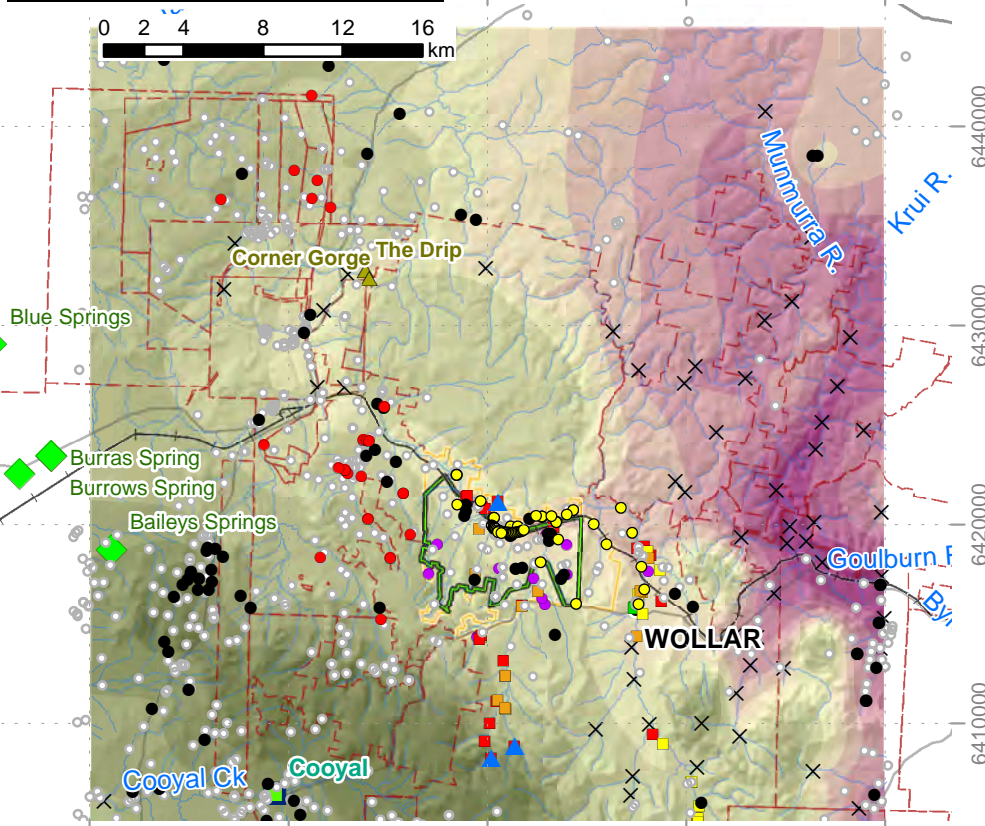 0 2 4 8 12 16
km
6440000
Munmurra R.
Krui R.
Corner Gorge
The Drip
Blue Springs
6430000
Burras Spring
Burrows Spring
Baileys Springs
6420000
Goulburn
WOLLAR
6410000
Cooyal Ck
Cooyal